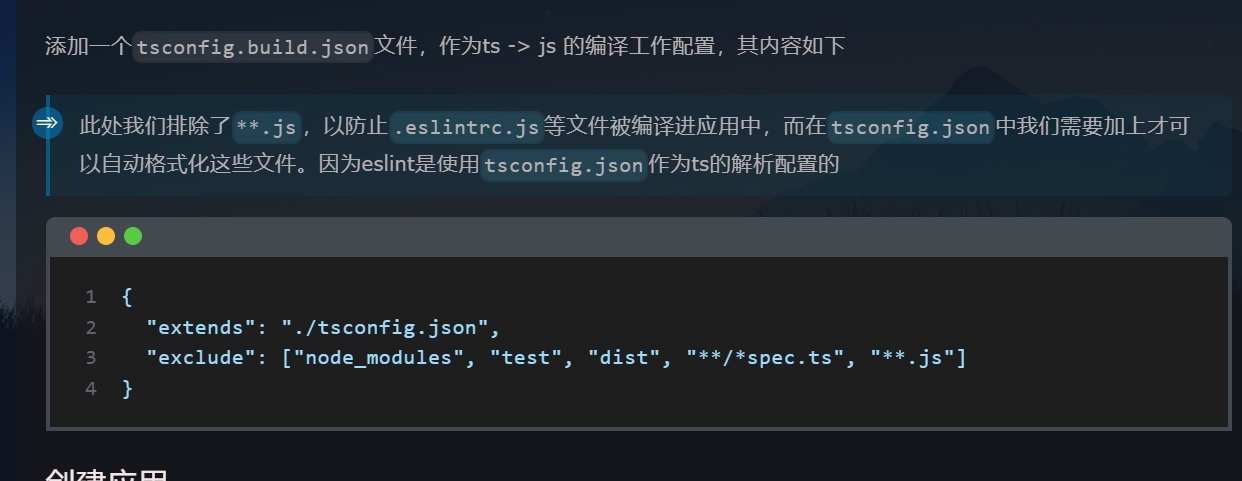 添加一个tsconfig.build.json文件，作为ts -> js 的编译工作配置，其内容如下
此处我们排除了**.js，以防止.eslintrc.js等文件被编译进应用中，而在tsconfig.json中我们需要加上才可
以自动格式化这些文件。因为eslint是使用tsconfig.json作为ts的解析配置的
1 {
2   "extends": "./tsconfig.json",
3   "exclude": ["node_modules", "test", "dist", "**/*spec.ts", "**.js"]
4 }
创建应用